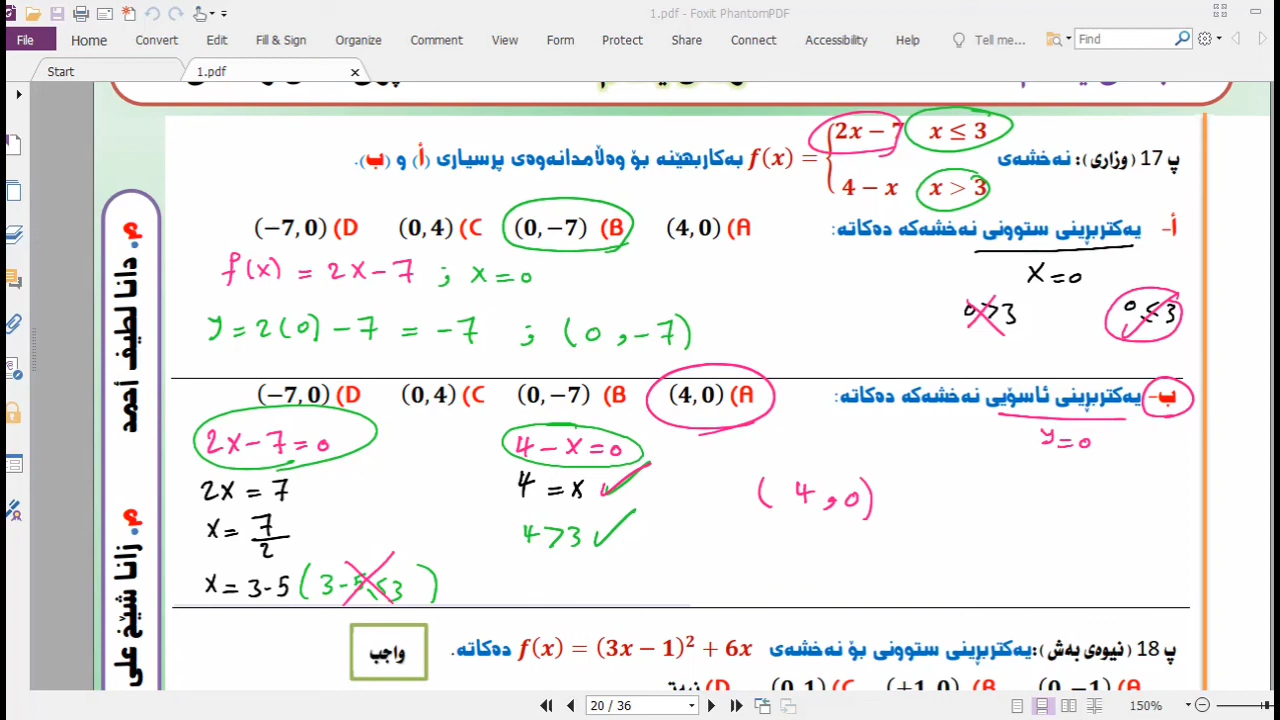 1.pdf - Foxit PhantomPDF
File Home Convert Edit Fill & Sign Organize Comment View Form Protect Share Connect Accessibility Help Tell me... Find
Start 1.pdf
پ 17 (وزاری): نەخشەی f(x) = { 2x − 7 x ≤ 3
4 − x x > 3 بەکاربهێنە بۆ وەڵامدانەوەی پرسیاری (أ) و (ب).
أ- یەکتربڕینی ستوونی نەخشەکە دەکاتە:
(−7, 0) (D (0, 4) (C (0, −7) (B (4, 0) (A
x = 0
f(x) = 2x − 7 ; x = 0
0 > 3 0 ≤ 3
y = 2(0) − 7 = −7 ; (0, −7)
ب- یەکتربڕینی ئاسۆیی نەخشەکە دەکاتە:
(−7, 0) (D (0, 4) (C (0, −7) (B (4, 0) (A
2x − 7 = 0 4 − x = 0 y = 0
2x = 7 4 = x (4, 0)
x = 7/2 4 > 3
x = 3-5 (3-5 ≤ 3)
پ 18 (نیوەی بەش): یەکتربڕینی ستوونی بۆ نەخشەی f(x) = (3x − 1)² + 6x دەکاتە.
واجب
(D (0, 1) (C (+1, 0) (B (0, −1) (A
م. دانا لطیف أحمد
م. زانا شێخ علی
20 / 36 150%